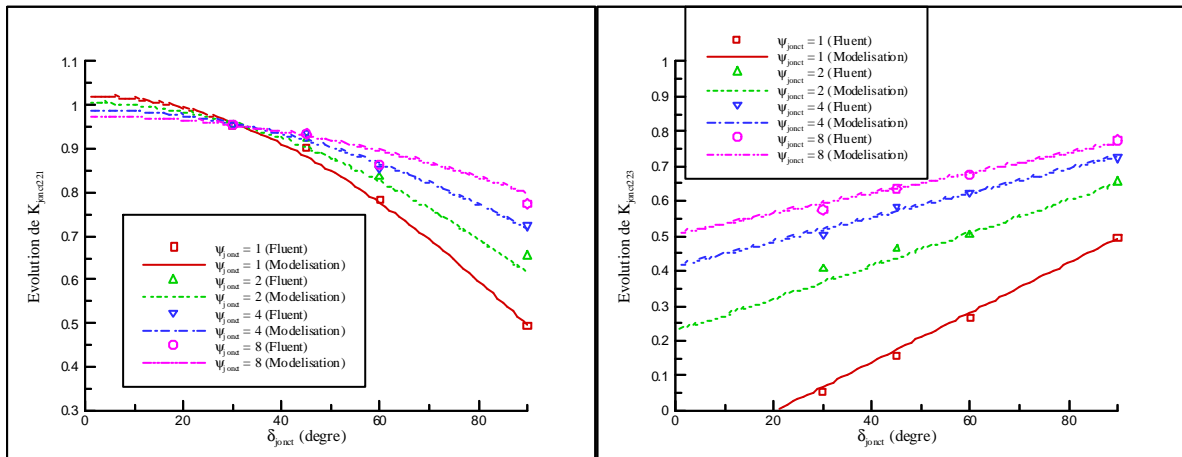 1.1
1
0.9
0.8
0.7
0.6
0.5
0.4
0.3
Evolution de K_jonct221
ψ_jonct = 1 (Fluent)
ψ_jonct = 1 (Modelisation)
ψ_jonct = 2 (Fluent)
ψ_jonct = 2 (Modelisation)
ψ_jonct = 4 (Fluent)
ψ_jonct = 4 (Modelisation)
ψ_jonct = 8 (Fluent)
ψ_jonct = 8 (Modelisation)
0 20 40 60 80
δ_jonct (degre)
ψ_jonct = 1 (Fluent)
ψ_jonct = 1 (Modelisation)
ψ_jonct = 2 (Fluent)
ψ_jonct = 2 (Modelisation)
ψ_jonct = 4 (Fluent)
ψ_jonct = 4 (Modelisation)
ψ_jonct = 8 (Fluent)
ψ_jonct = 8 (Modelisation)
1
0.9
0.8
0.7
0.6
0.5
0.4
0.3
0.2
0.1
0
Evolution de K_jonct223
0 20 40 60 80
δ_jonct (degre)